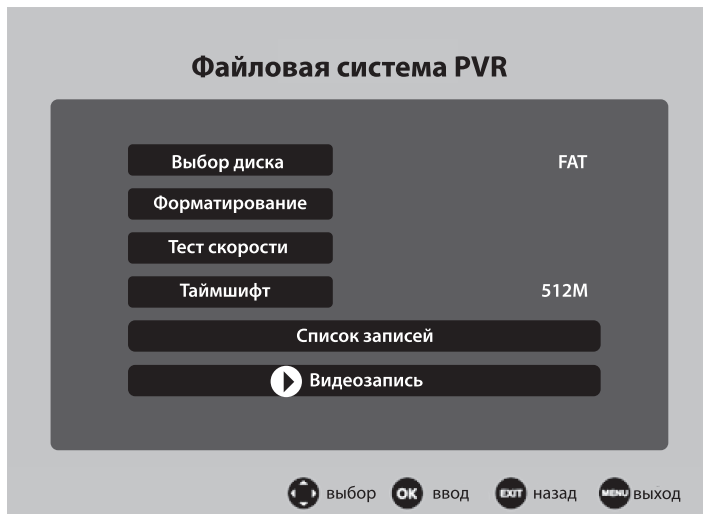 Файловая система PVR
Выбор диска FAT
Форматирование
Тест скорости
Таймшифт 512M
Список записей
Видеозапись
выбор OK ввод EXIT назад MENU выход